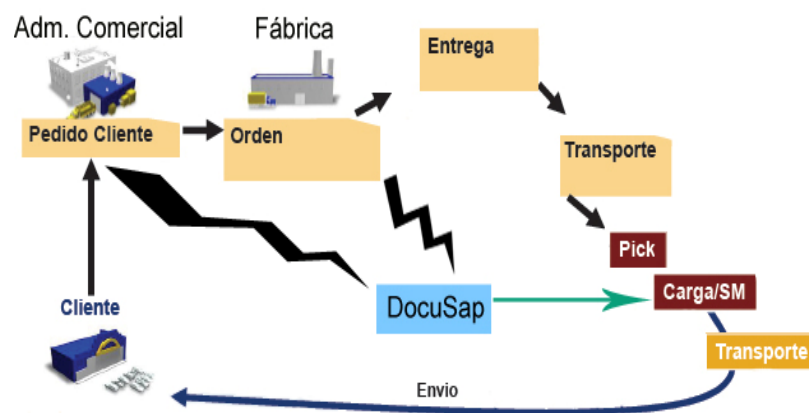 Adm. Comercial
Fábrica
Entrega
Pedido Cliente
Orden
Transporte
Pick
Carga/SM
Cliente
DocuSap
Transporte
Envio